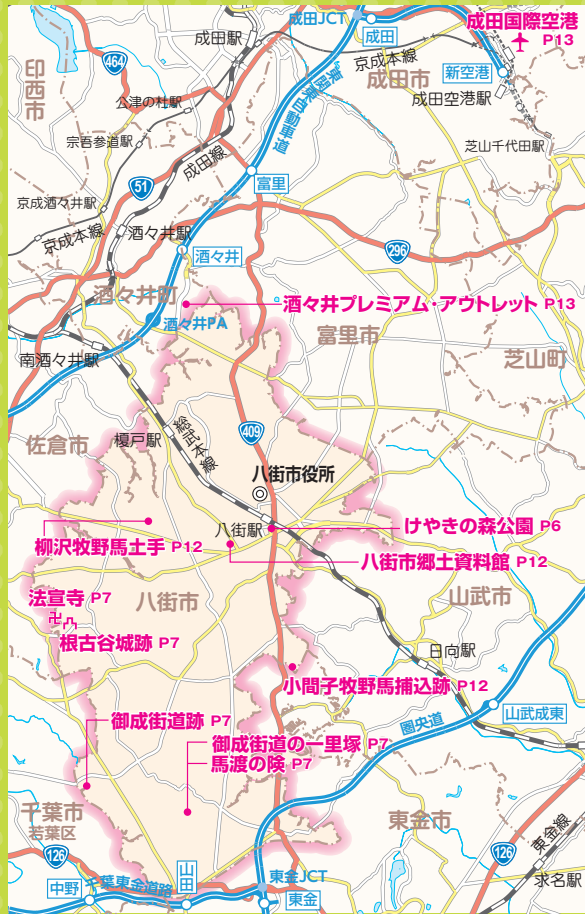 成田国際空港
P13
成田JCT
成田
成田駅
京成本線
印西市
464
成田市
新空港
成田空港駅
東関東自動車道
公津の杜駅
宗吾参道駅
成田線
芝山千代田駅
51
富里
京成酒々井駅
京成本線
酒々井駅
酒々井
296
酒々井町
酒々井プレミアム・アウトレット P13
酒々井PA
富里市
南酒々井駅
芝山町
佐倉市
榎戸駅
総武本線
409
八街市役所
八街駅
けやきの森公園 P6
柳沢牧野馬土手 P12
八街市郷土資料館 P12
法宣寺 P7
八街市
山武市
根古谷城跡 P7
日向駅
小間子牧野馬捕込跡 P12
山武成東
圏央道
御成街道跡 P7
御成街道の一里塚 P7
馬渡の険 P7
千葉市
若葉区
東金市
126
126
東金線
求名駅
中野
千葉東金道路
山田
東金JCT
東金